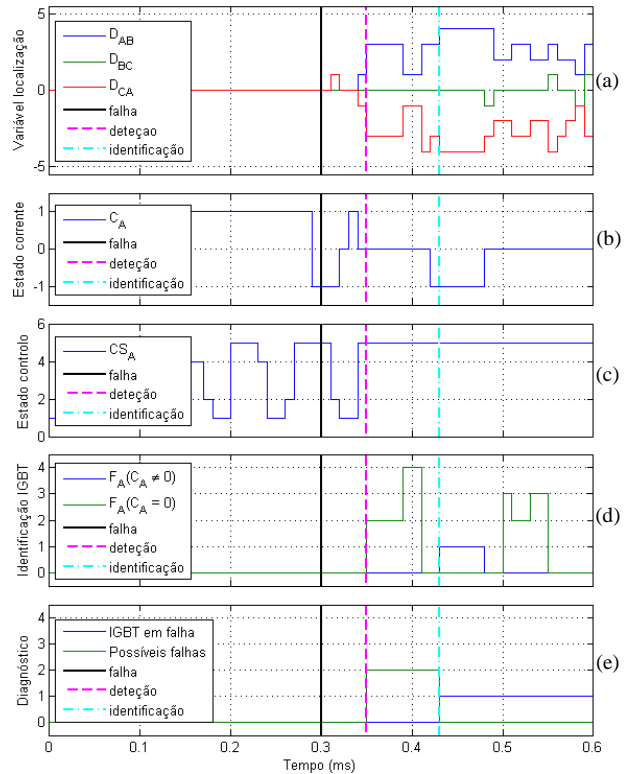 Variável localização
5
0
-5
D_AB
D_BC
D_CA
falha
deteçao
identificação
(a)
Estado corrente
1
0
-1
C_A
falha
deteção
identificação
(b)
Estado controlo
6
4
2
0
CS_A
falha
deteção
identificação
(c)
Identificação IGBT
4
3
2
1
0
F_A(C_A ≠ 0)
F_A(C_A = 0)
falha
deteção
identificação
(d)
Diagnóstico
4
3
2
1
0
IGBT em falha
Possíveis falhas
falha
deteção
identificação
(e)
0 0.1 0.2 0.3 0.4 0.5 0.6
Tempo (ms)